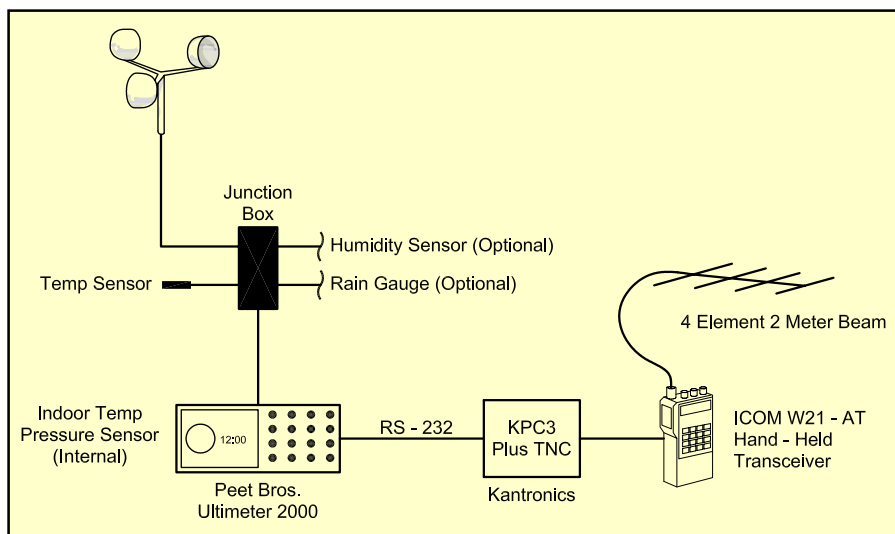 Junction
Box
Humidity Sensor (Optional)
Temp Sensor
Rain Gauge (Optional)
4 Element 2 Meter Beam
Indoor Temp
Pressure Sensor
(Internal)
12:00
RS - 232
KPC3
Plus TNC
ICOM W21 - AT
Hand - Held
Transceiver
Peet Bros.
Ultimeter 2000
Kantronics